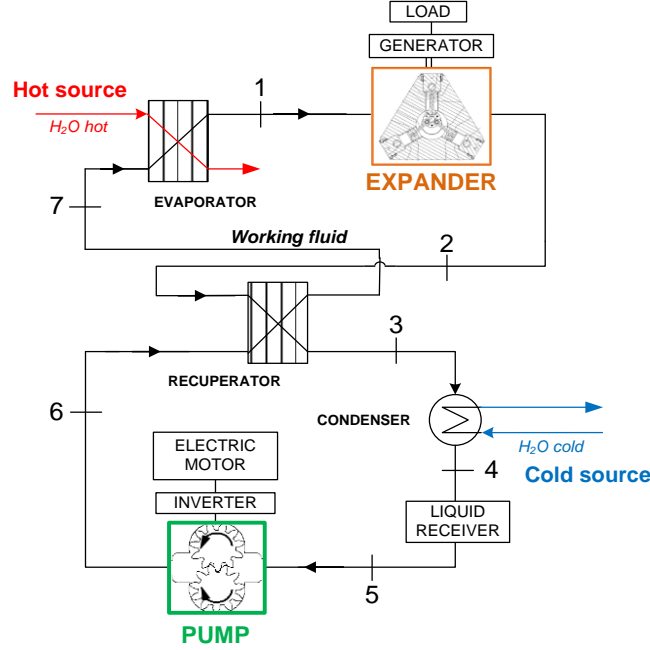 LOAD
GENERATOR
1
Hot source
H₂O hot
EXPANDER
EVAPORATOR
7
Working fluid
2
3
RECUPERATOR
6
CONDENSER
H₂O cold
ELECTRIC
MOTOR
4
Cold source
INVERTER
LIQUID
RECEIVER
5
PUMP